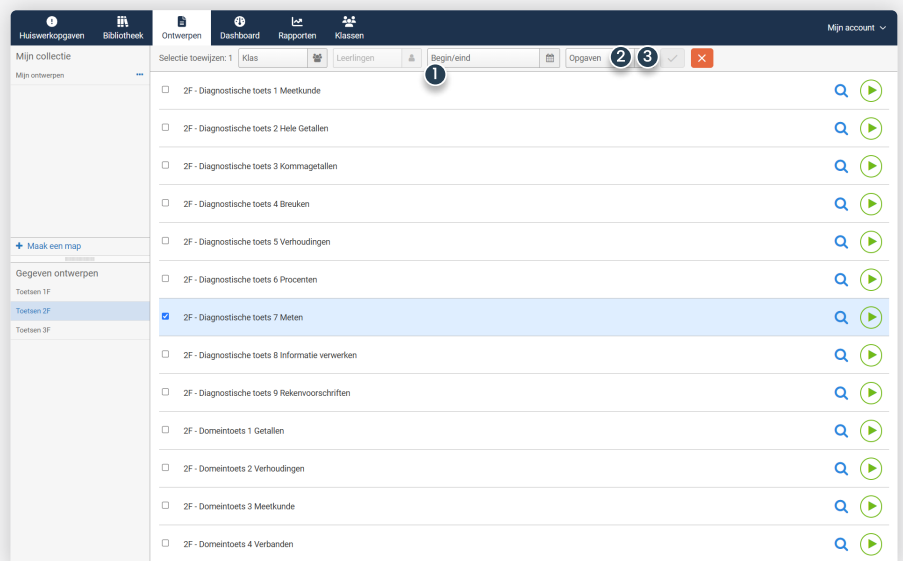 Huiswerkopgaven Bibliotheek Ontwerpen Dashboard Rapporten Klassen Mijn account
Mijn collectie
Mijn ontwerpen
Maak een map
Gegeven ontwerpen
Toetsen 1F
Toetsen 2F
Toetsen 3F
Selectie toewijzen: 1 Klas Leerlingen Begin/eind Opgaven
1 2 3
2F - Diagnostische toets 1 Meetkunde
2F - Diagnostische toets 2 Hele Getallen
2F - Diagnostische toets 3 Kommagetallen
2F - Diagnostische toets 4 Breuken
2F - Diagnostische toets 5 Verhoudingen
2F - Diagnostische toets 6 Procenten
2F - Diagnostische toets 7 Meten
2F - Diagnostische toets 8 Informatie verwerken
2F - Diagnostische toets 9 Rekenvoorschriften
2F - Domeintoets 1 Getallen
2F - Domeintoets 2 Verhoudingen
2F - Domeintoets 3 Meetkunde
2F - Domeintoets 4 Verbanden